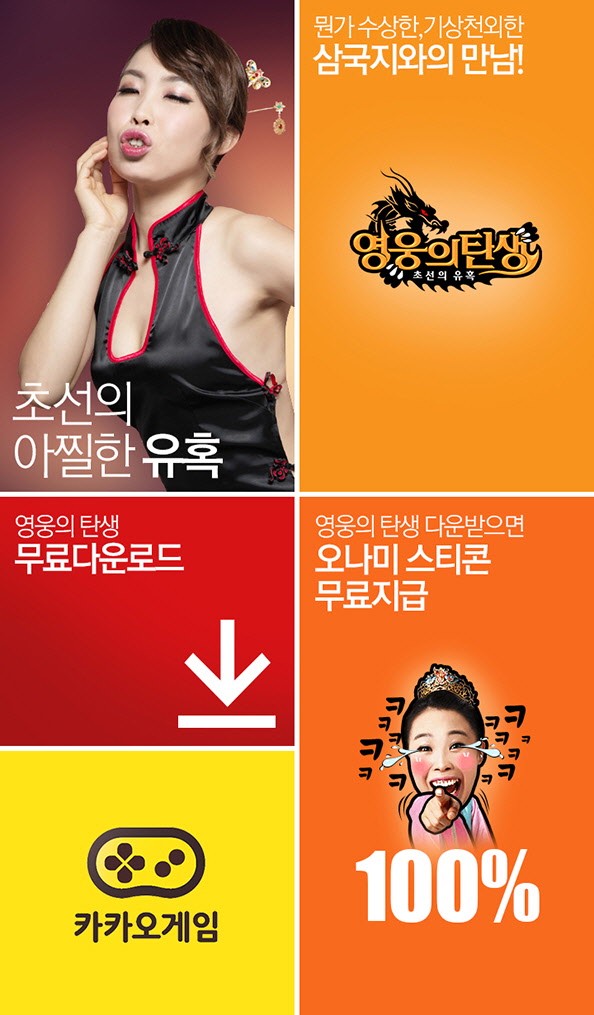 초선의
아찔한 유혹
뭔가 수상한,기상천외한
삼국지와의 만남!
영웅의탄생
초선의 유혹
영웅의 탄생
무료다운로드
카카오게임
영웅의 탄생 다운받으면
오나미 스티콘
무료지급
ㅋ ㅋ
ㅋ ㅋ ㅋ
ㅋ ㅋ ㅋ ㅋ
ㅋ ㅋ ㅋ
100%